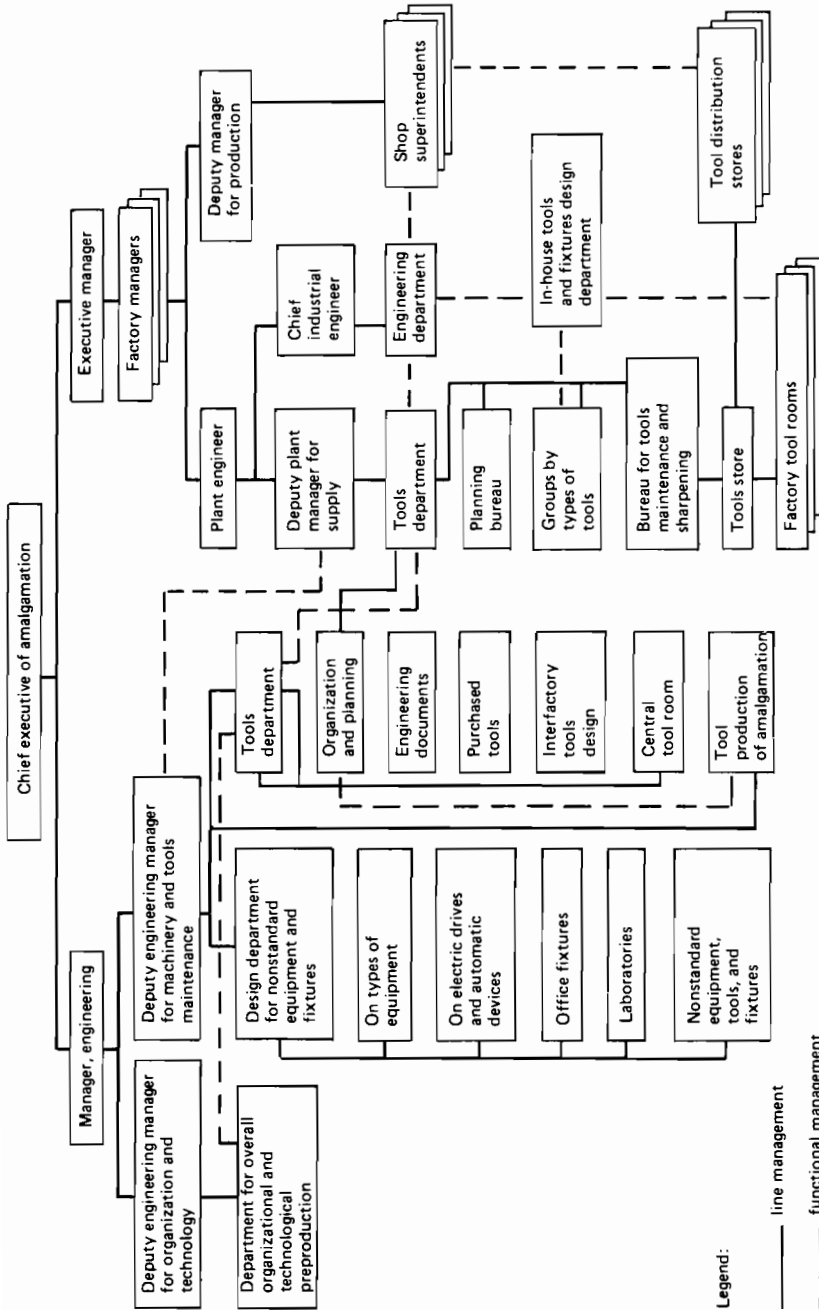 Chief executive of amalgamation
Manager, engineering
Executive manager
Factory managers
Deputy engineering manager
for organization and
technology
Deputy engineering manager
for machinery and tools
maintenance
Plant engineer
Deputy manager
for production
Department for overall
organizational and
technological
preproduction
Design department
for nonstandard
equipment and
fixtures
On types of
equipment
On electric drives
and automatic
devices
Office fixtures
Laboratories
Nonstandard
equipment,
tools, and
fixtures
Tools
department
Organization
and planning
Engineering
documents
Purchased
tools
Interfactory
tools
design
Central
tool room
Tool
production
of amalgamation
Deputy plant
manager for
supply
Chief
industrial
engineer
Tools
department
Engineering
department
Shop
superintendents
Planning
bureau
Groups by
types of
tools
In-house tools
and fixtures design
department
Bureau for tools
maintenance and
sharpening
Tools store
Tool distribution
stores
Factory tool rooms
Legend:
line management
functional management